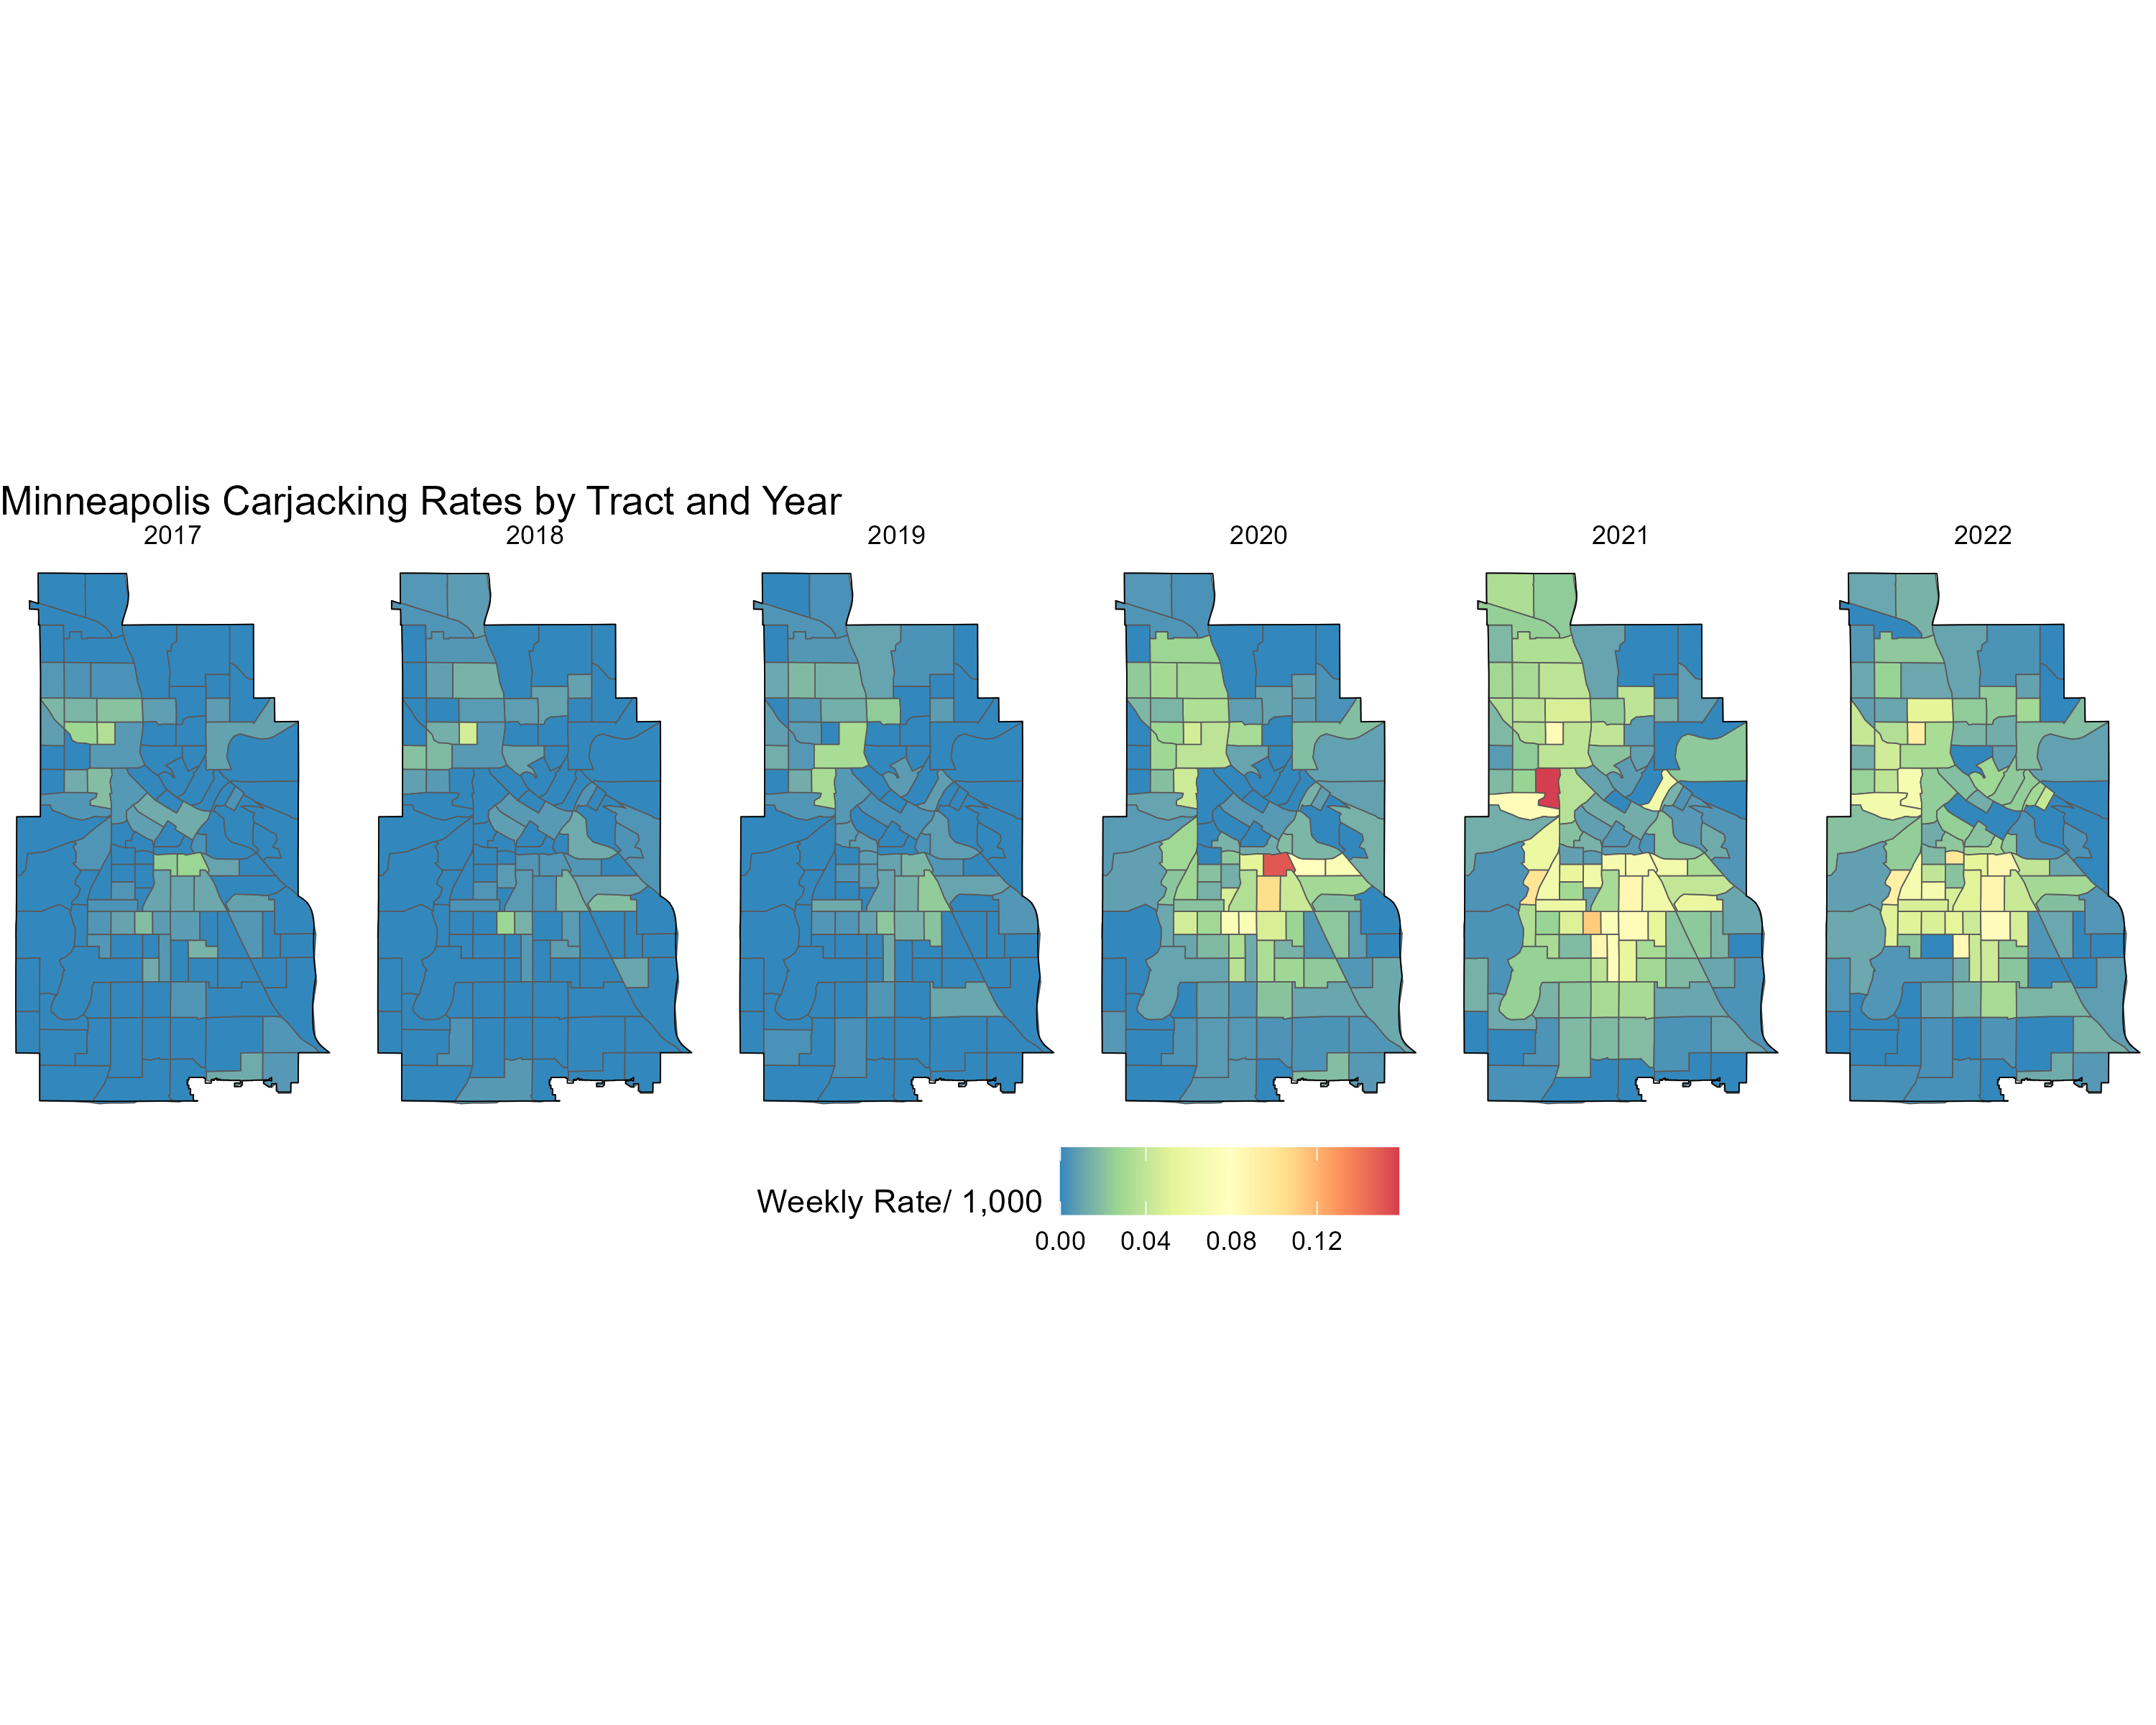 Minneapolis Carjacking Rates by Tract and Year
2017 2018 2019 2020 2021 2022
Weekly Rate/ 1,000
0.00 0.04 0.08 0.12